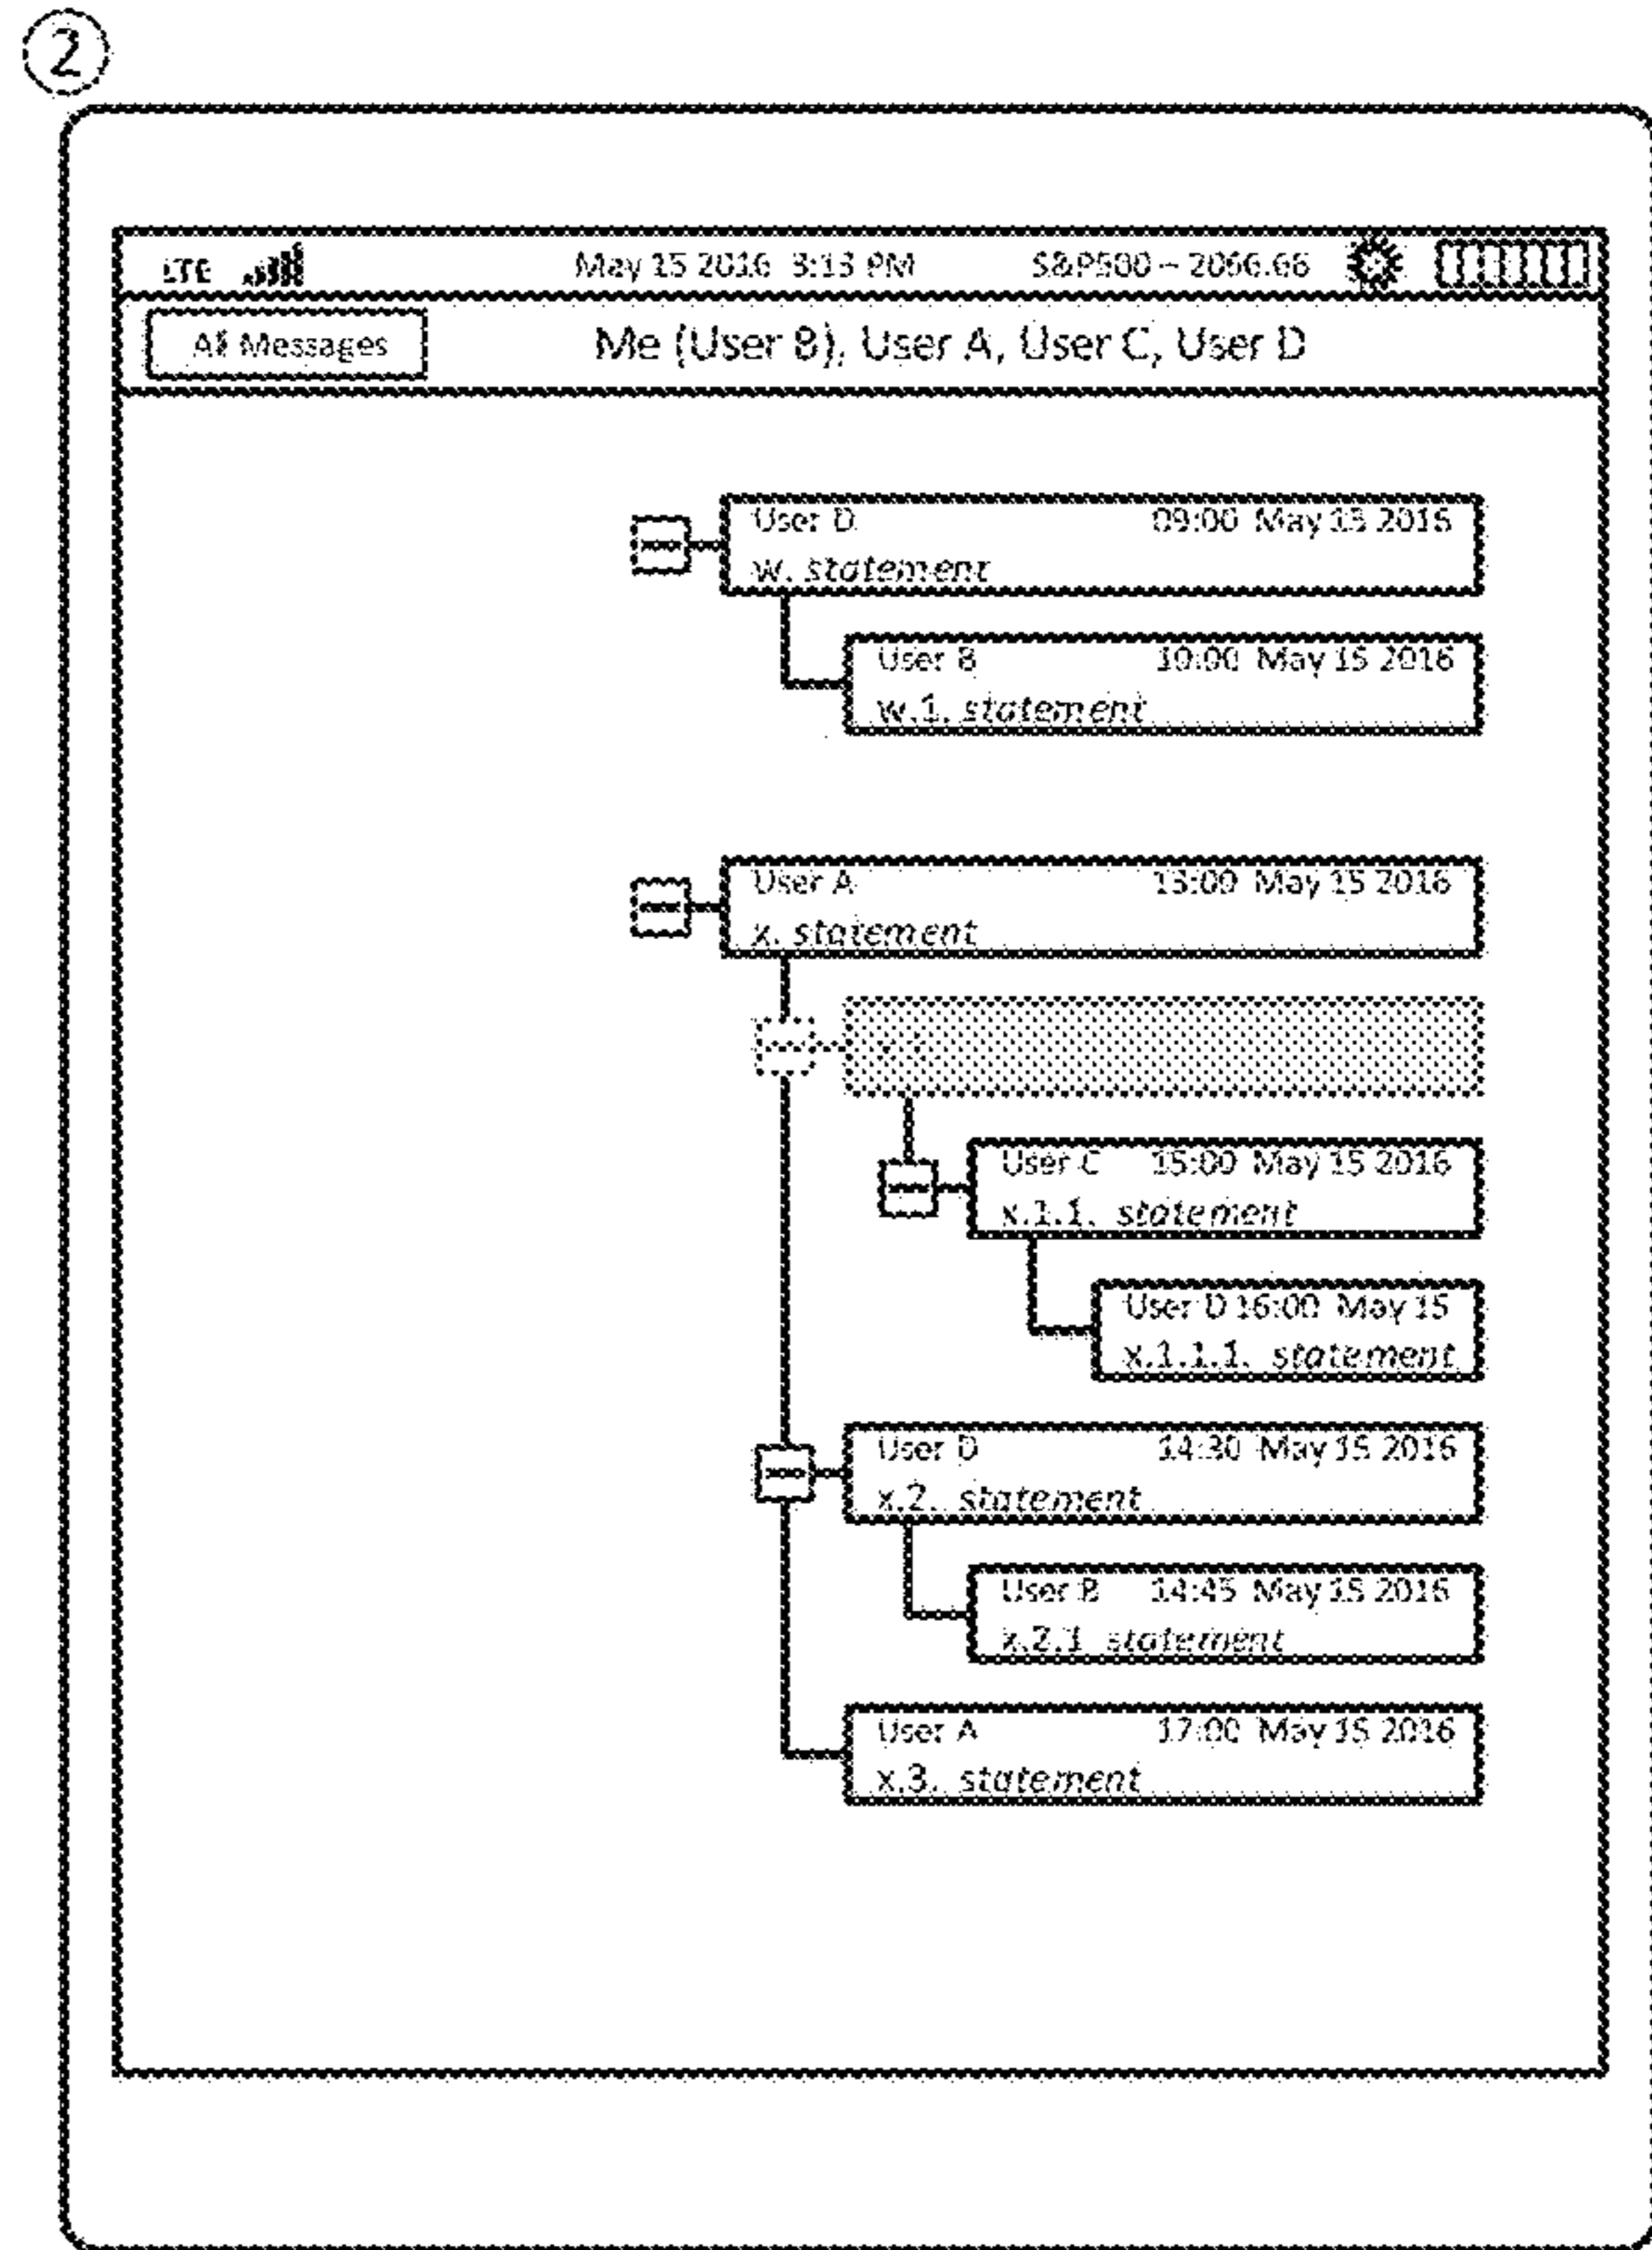 2
LTE May 15 2016 3:13 PM S&P500 – 2066.66
All Messages Me (User B), User A, User C, User D
User D 09:00 May 13 2016
w. statement
User B 10:00 May 15 2016
w.1. statement
User A 13:00 May 15 2016
x. statement
User C 15:00 May 15 2016
x.1.1. statement
User D 16:00 May 15
x.1.1.1. statement
User D 14:30 May 15 2016
x.2. statement
User B 14:45 May 15 2016
x.2.1 statement
User A 17:00 May 15 2016
x.3. statement